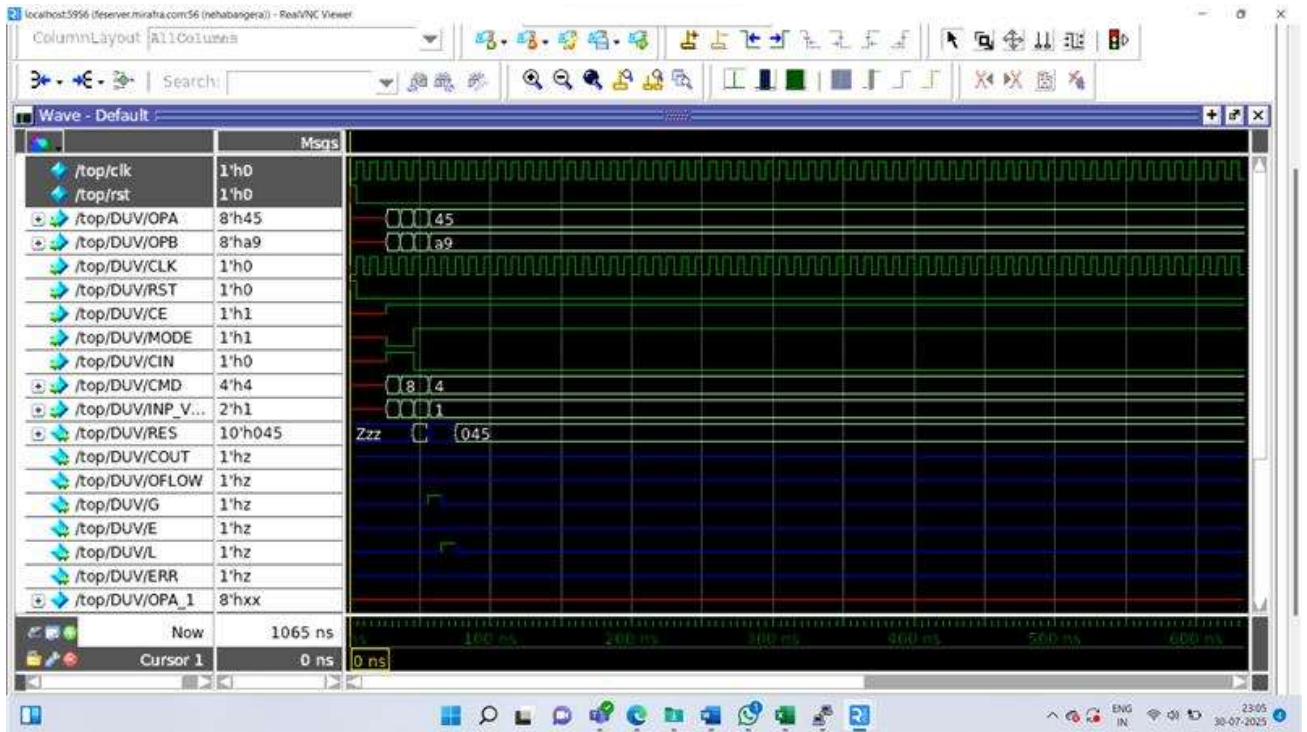 localhost:5956 (feserver.mirafra.com:56 (nehabangera)) - RealVNC Viewer
ColumnLayout AllColumns
Search:
Wave - Default
Msgs
/top/clk 1'h0
/top/rst 1'h0
/top/DUV/OPA 8'h45 45
/top/DUV/OPB 8'ha9 a9
/top/DUV/CLK 1'h0
/top/DUV/RST 1'h0
/top/DUV/CE 1'h1
/top/DUV/MODE 1'h1
/top/DUV/CIN 1'h0
/top/DUV/CMD 4'h4 8 4
/top/DUV/INP_V... 2'h1 1
/top/DUV/RES 10'h045 Zzz 045
/top/DUV/COUT 1'hz
/top/DUV/OFLOW 1'hz
/top/DUV/G 1'hz
/top/DUV/E 1'hz
/top/DUV/L 1'hz
/top/DUV/ERR 1'hz
/top/DUV/OPA_1 8'hxx
Now 1065 ns 100 ns 200 ns 300 ns 400 ns 500 ns 600 ns
Cursor 1 0 ns 0 ns
ENG 23:05
IN 30-07-2025